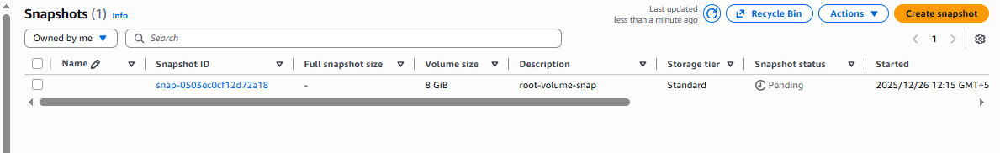 Snapshots (1) Info
Last updated
less than a minute ago
Recycle Bin
Actions
Create snapshot
Owned by me
Search
1
Name Snapshot ID Full snapshot size Volume size Description Storage tier Snapshot status Started
snap-0503ec0cf12d72a18 - 8 GiB root-volume-snap Standard Pending 2025/12/26 12:15 GMT+5